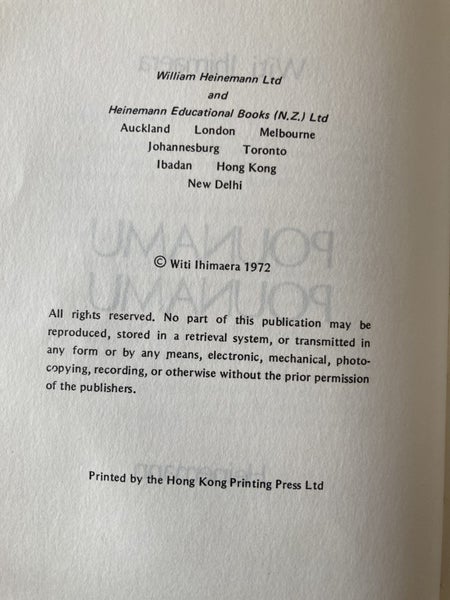 William Heinemann Ltd
and
Heinemann Educational Books (N.Z.) Ltd
Auckland London Melbourne
Johannesburg Toronto
Ibadan Hong Kong
New Delhi
© Witi Ihimaera 1972
All rights reserved. No part of this publication may be
reproduced, stored in a retrieval system, or transmitted in
any form or by any means, electronic, mechanical, photo-
copying, recording, or otherwise without the prior permission
of the publishers.
Printed by the Hong Kong Printing Press Ltd